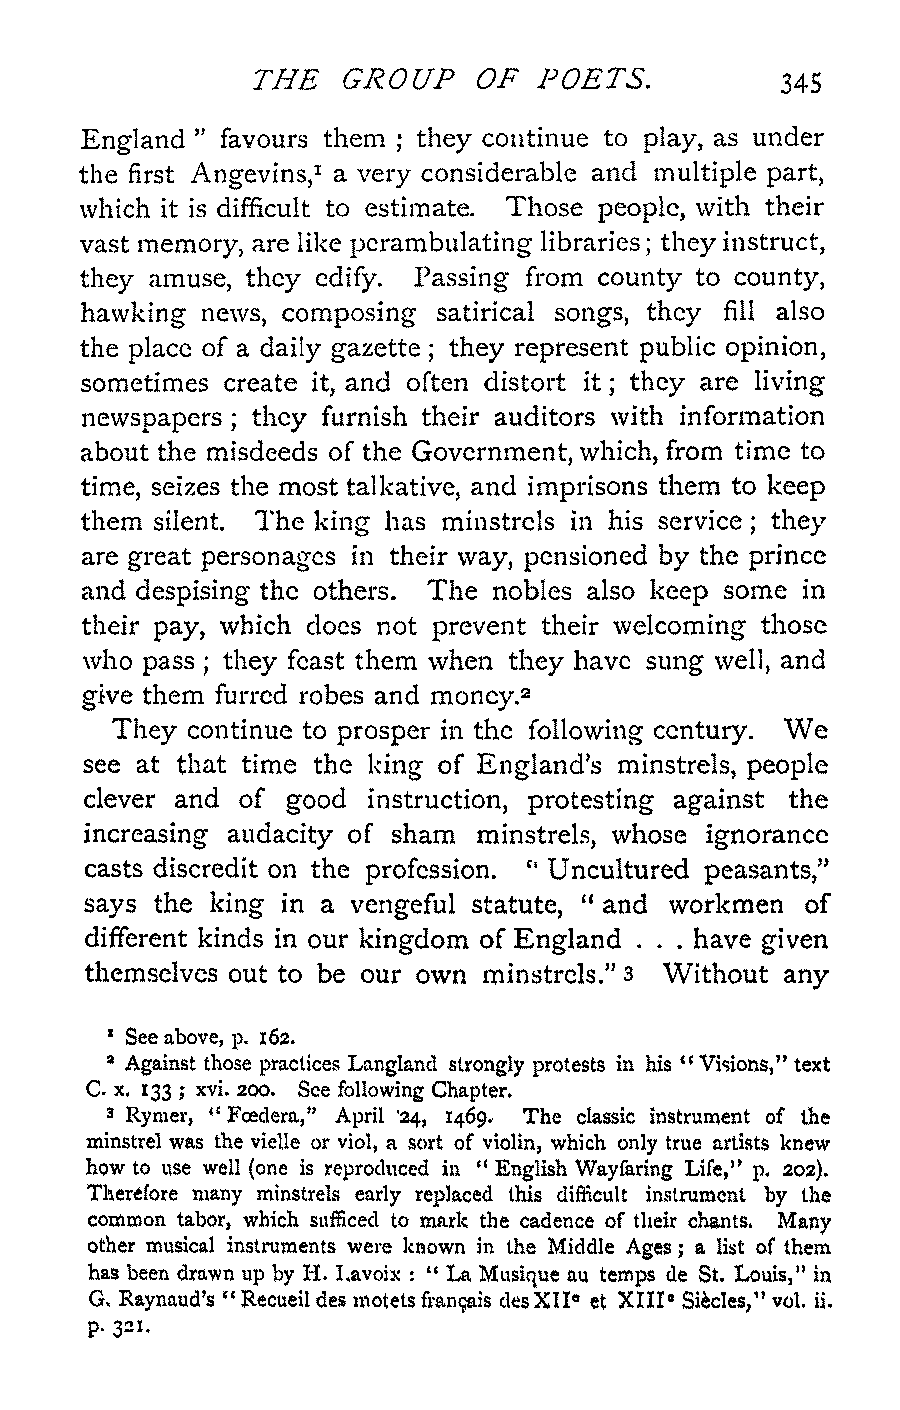 THE GROUP OF POETS. 345
England " favours them ; they continue to play, as under
the first Angevins,¹ a very considerable and multiple part,
which it is difficult to estimate. Those people, with their
vast memory, are like perambulating libraries ; they instruct,
they amuse, they edify. Passing from county to county,
hawking news, composing satirical songs, they fill also
the place of a daily gazette ; they represent public opinion,
sometimes create it, and often distort it ; they are living
newspapers ; they furnish their auditors with information
about the misdeeds of the Government, which, from time to
time, seizes the most talkative, and imprisons them to keep
them silent. The king has minstrels in his service ; they
are great personages in their way, pensioned by the prince
and despising the others. The nobles also keep some in
their pay, which does not prevent their welcoming those
who pass ; they feast them when they have sung well, and
give them furred robes and money.²
They continue to prosper in the following century. We
see at that time the king of England's minstrels, people
clever and of good instruction, protesting against the
increasing audacity of sham minstrels, whose ignorance
casts discredit on the profession. " Uncultured peasants,"
says the king in a vengeful statute, " and workmen of
different kinds in our kingdom of England . . . have given
themselves out to be our own minstrels." ³ Without any
¹ See above, p. 162.
² Against those practices Langland strongly protests in his " Visions," text
C. x. 133 ; xvi. 200. See following Chapter.
³ Rymer, " Fœdera," April 24, 1469. The classic instrument of the
minstrel was the vielle or viol, a sort of violin, which only true artists knew
how to use well (one is reproduced in " English Wayfaring Life," p. 202).
Therefore many minstrels early replaced this difficult instrument by the
common tabor, which sufficed to mark the cadence of their chants. Many
other musical instruments were known in the Middle Ages ; a list of them
has been drawn up by H. Lavoix : " La Musique au temps de St. Louis," in
G. Raynaud's " Recueil des motets français des XIIᵉ et XIIIᵉ Siècles," vol. ii.
p. 321.